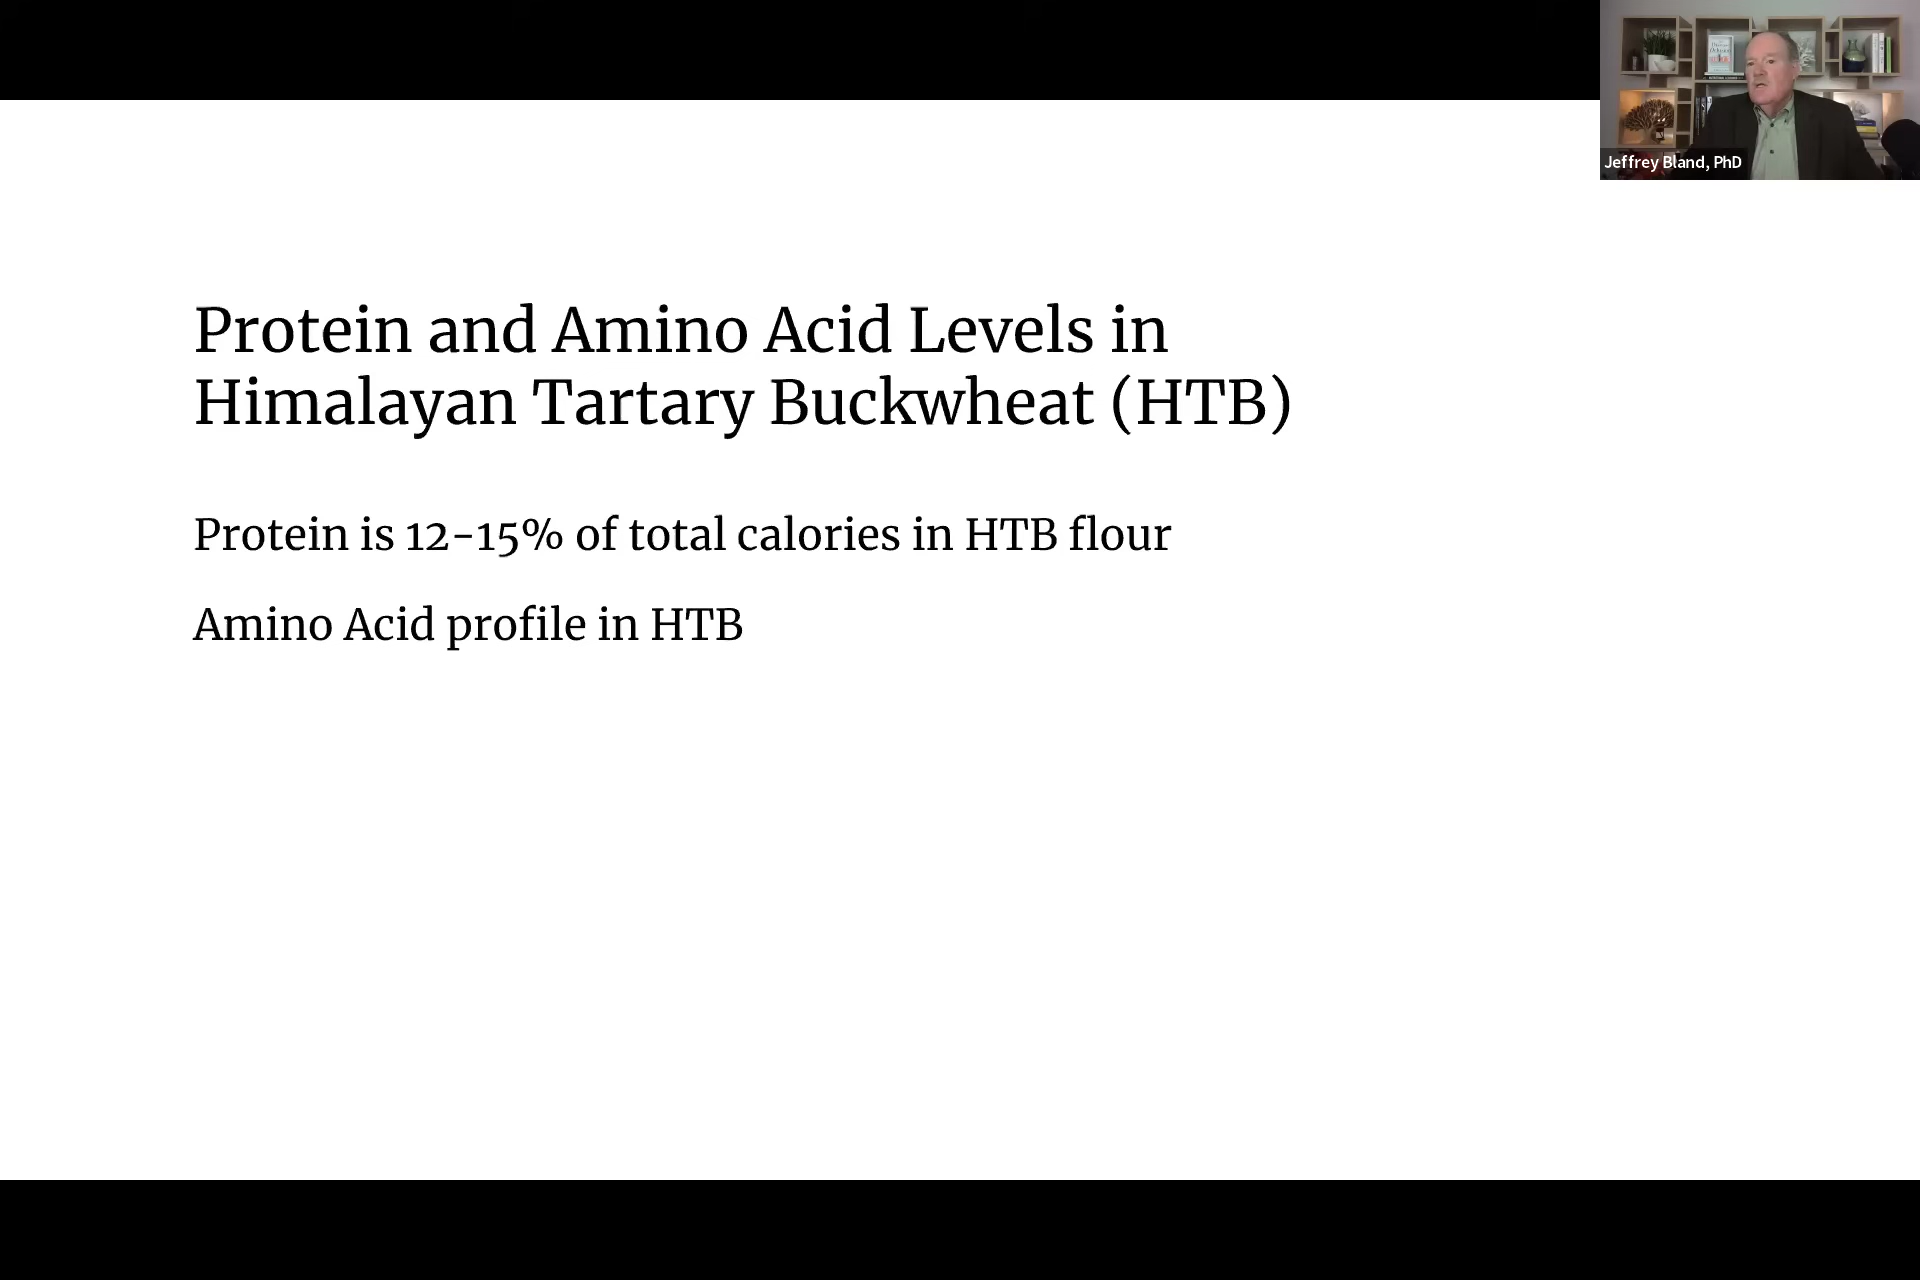 Jeffrey Bland, PhD
Protein and Amino Acid Levels in
Himalayan Tartary Buckwheat (HTB)
Protein is 12-15% of total calories in HTB flour
Amino Acid profile in HTB